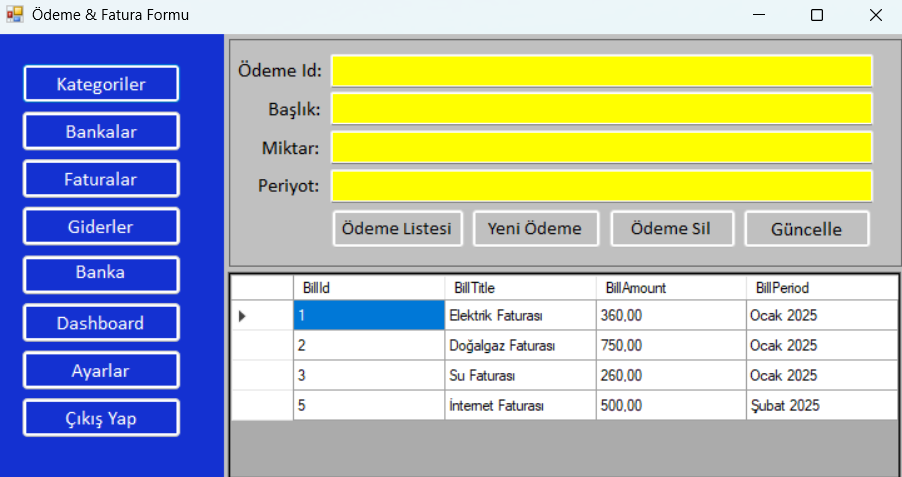 Ödeme & Fatura Formu
Kategoriler
Bankalar
Faturalar
Giderler
Banka
Dashboard
Ayarlar
Çıkış Yap
Ödeme Id:
Başlık:
Miktar:
Periyot:
Ödeme Listesi Yeni Ödeme Ödeme Sil Güncelle
BillId BillTitle BillAmount BillPeriod
1 Elektrik Faturası 360,00 Ocak 2025
2 Doğalgaz Faturası 750,00 Ocak 2025
3 Su Faturası 260,00 Ocak 2025
5 İnternet Faturası 500,00 Şubat 2025